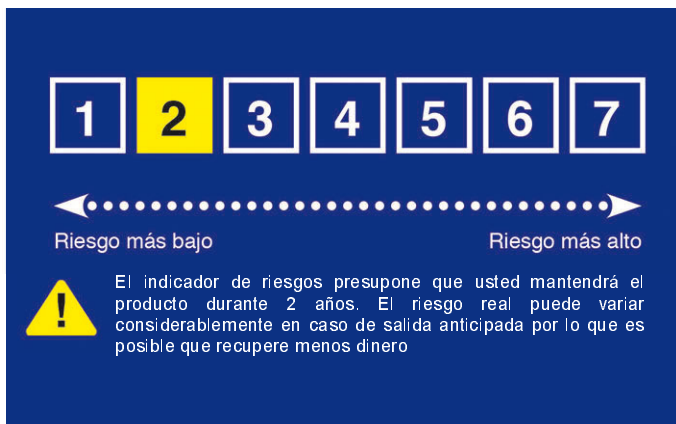 1 2 3 4 5 6 7
Riesgo más bajo Riesgo más alto
!
El indicador de riesgos presupone que usted mantendrá el
producto durante 2 años. El riesgo real puede variar
considerablemente en caso de salida anticipada por lo que es
posible que recupere menos dinero